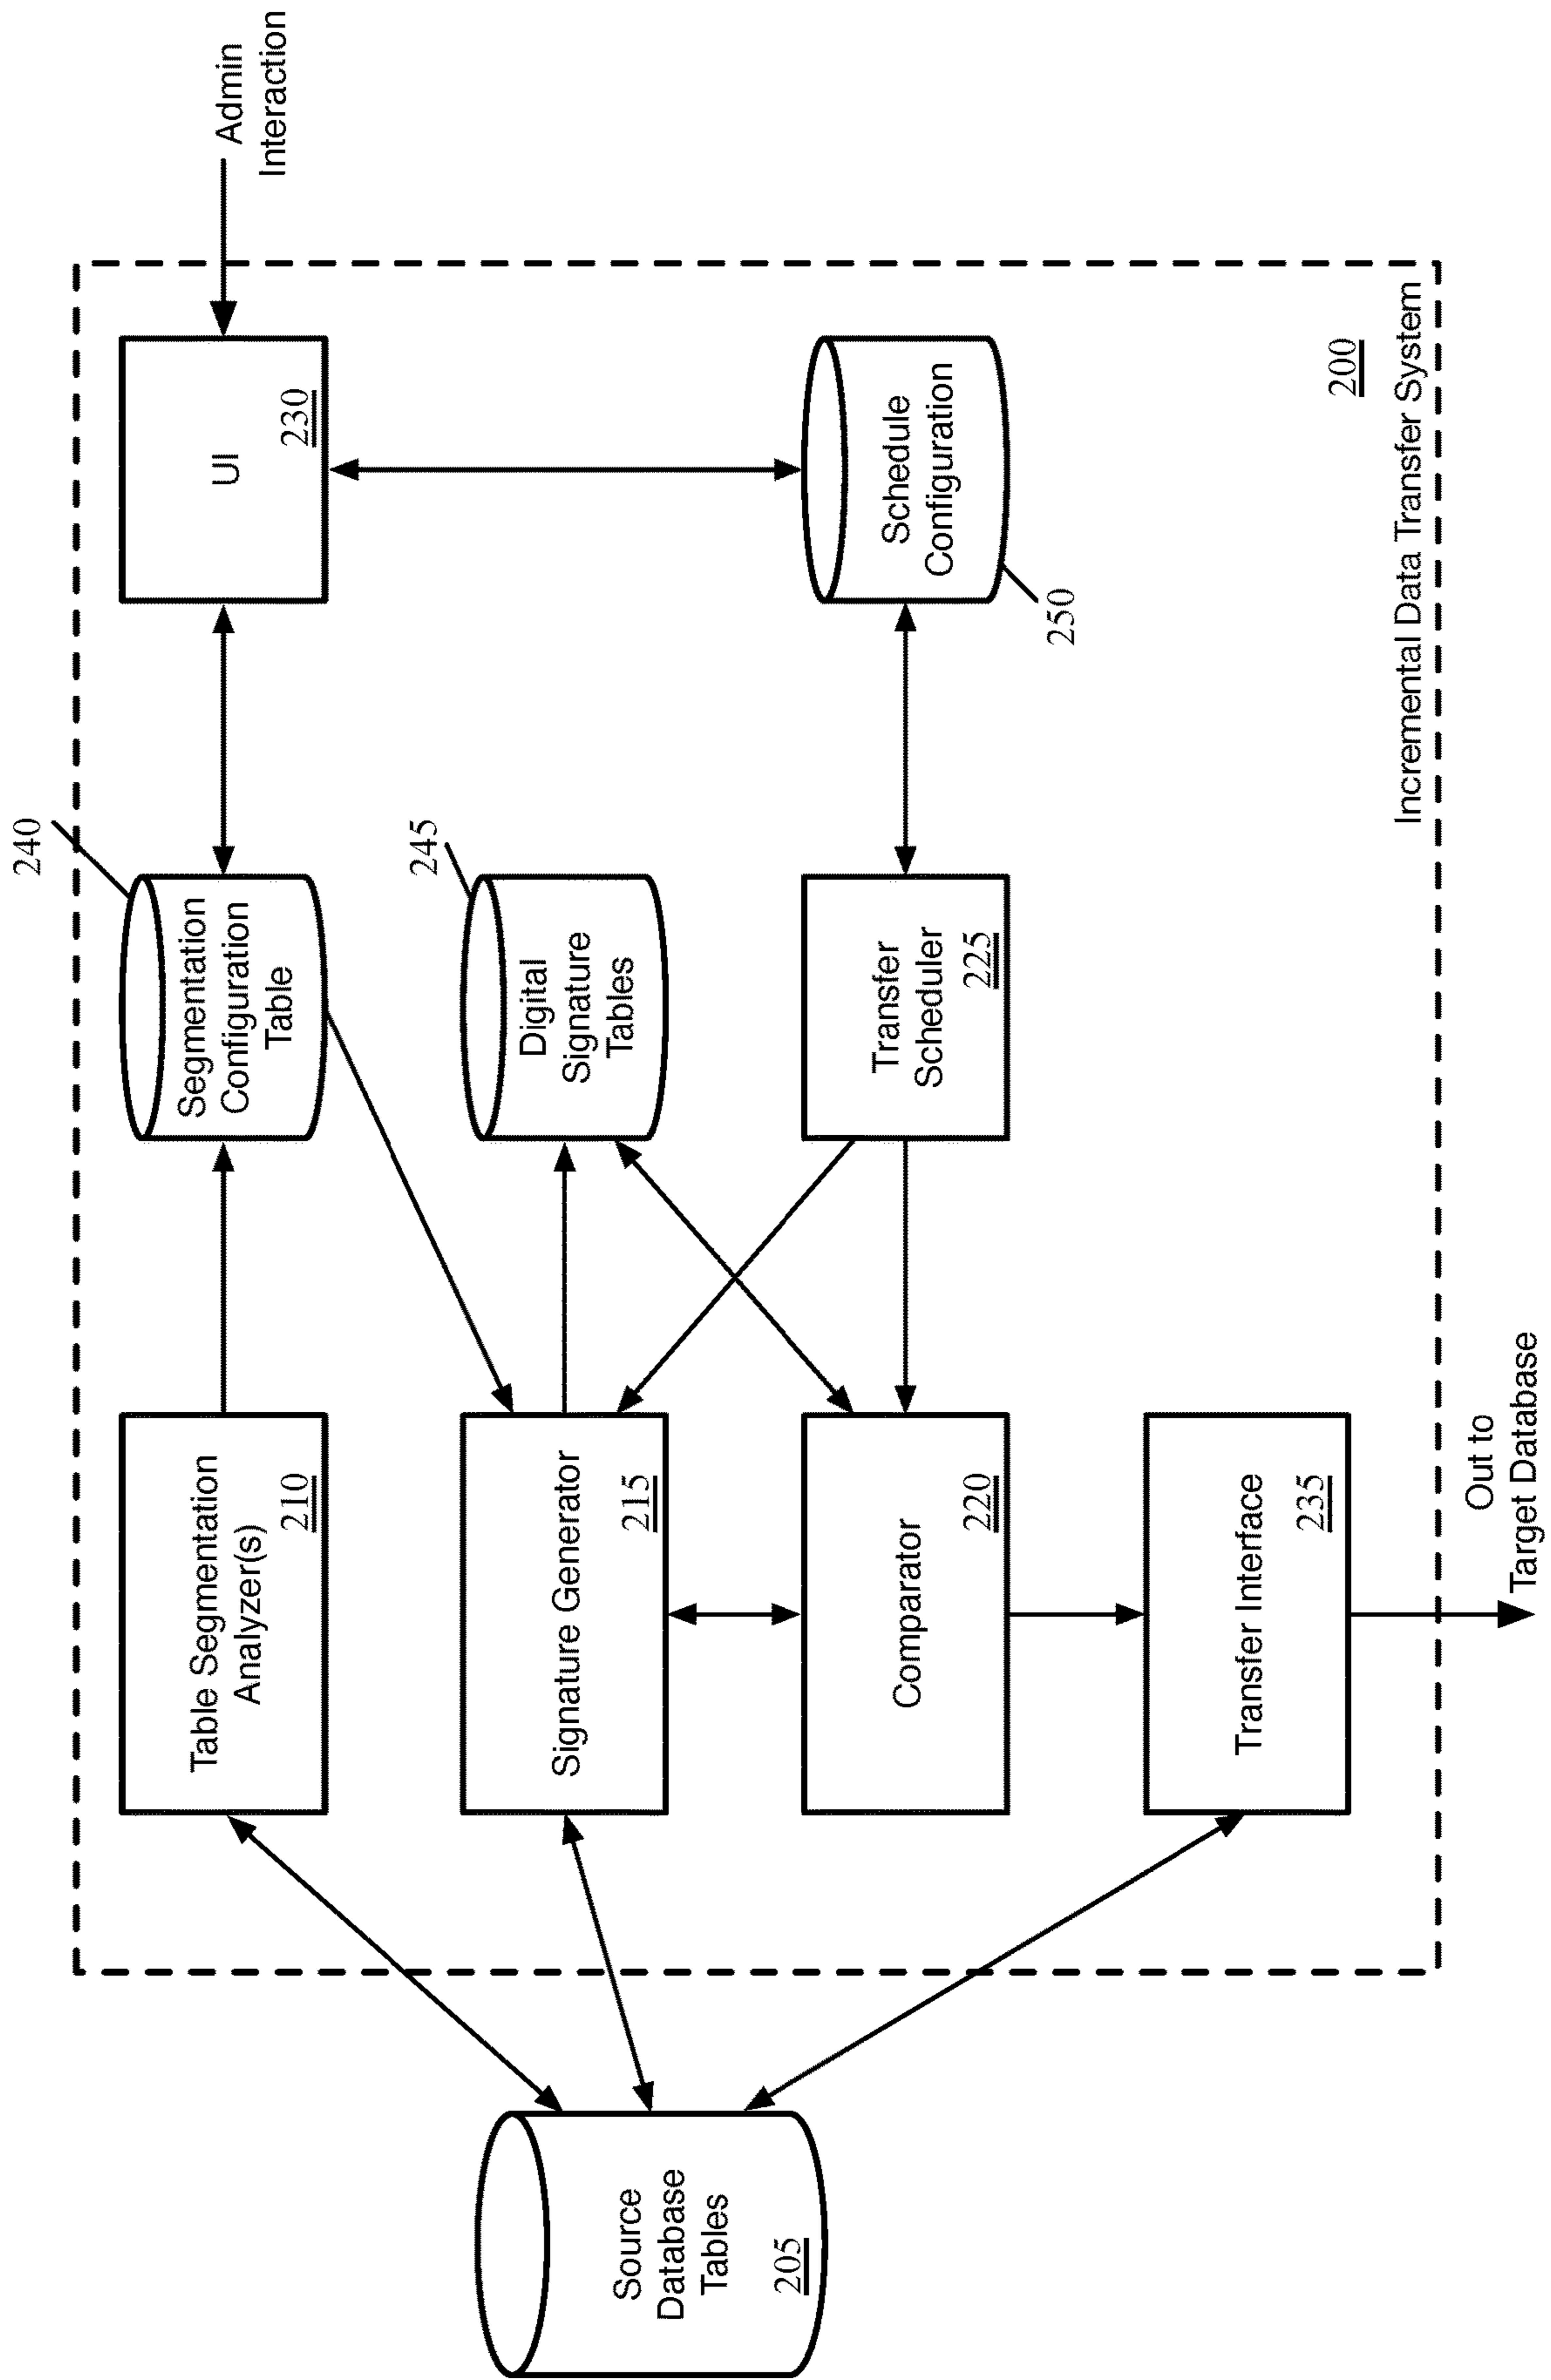 240
Table Segmentation
Analyzer(s)
210
Segmentation
Configuration
Table
UI
230
Admin
Interaction
245
Source
Database
Tables
205
Signature Generator
215
Digital
Signature
Tables
Comparator
220
Transfer
Scheduler
225
Schedule
Configuration
250
Transfer Interface
235
200
Incremental Data Transfer System
Out to
Target Database